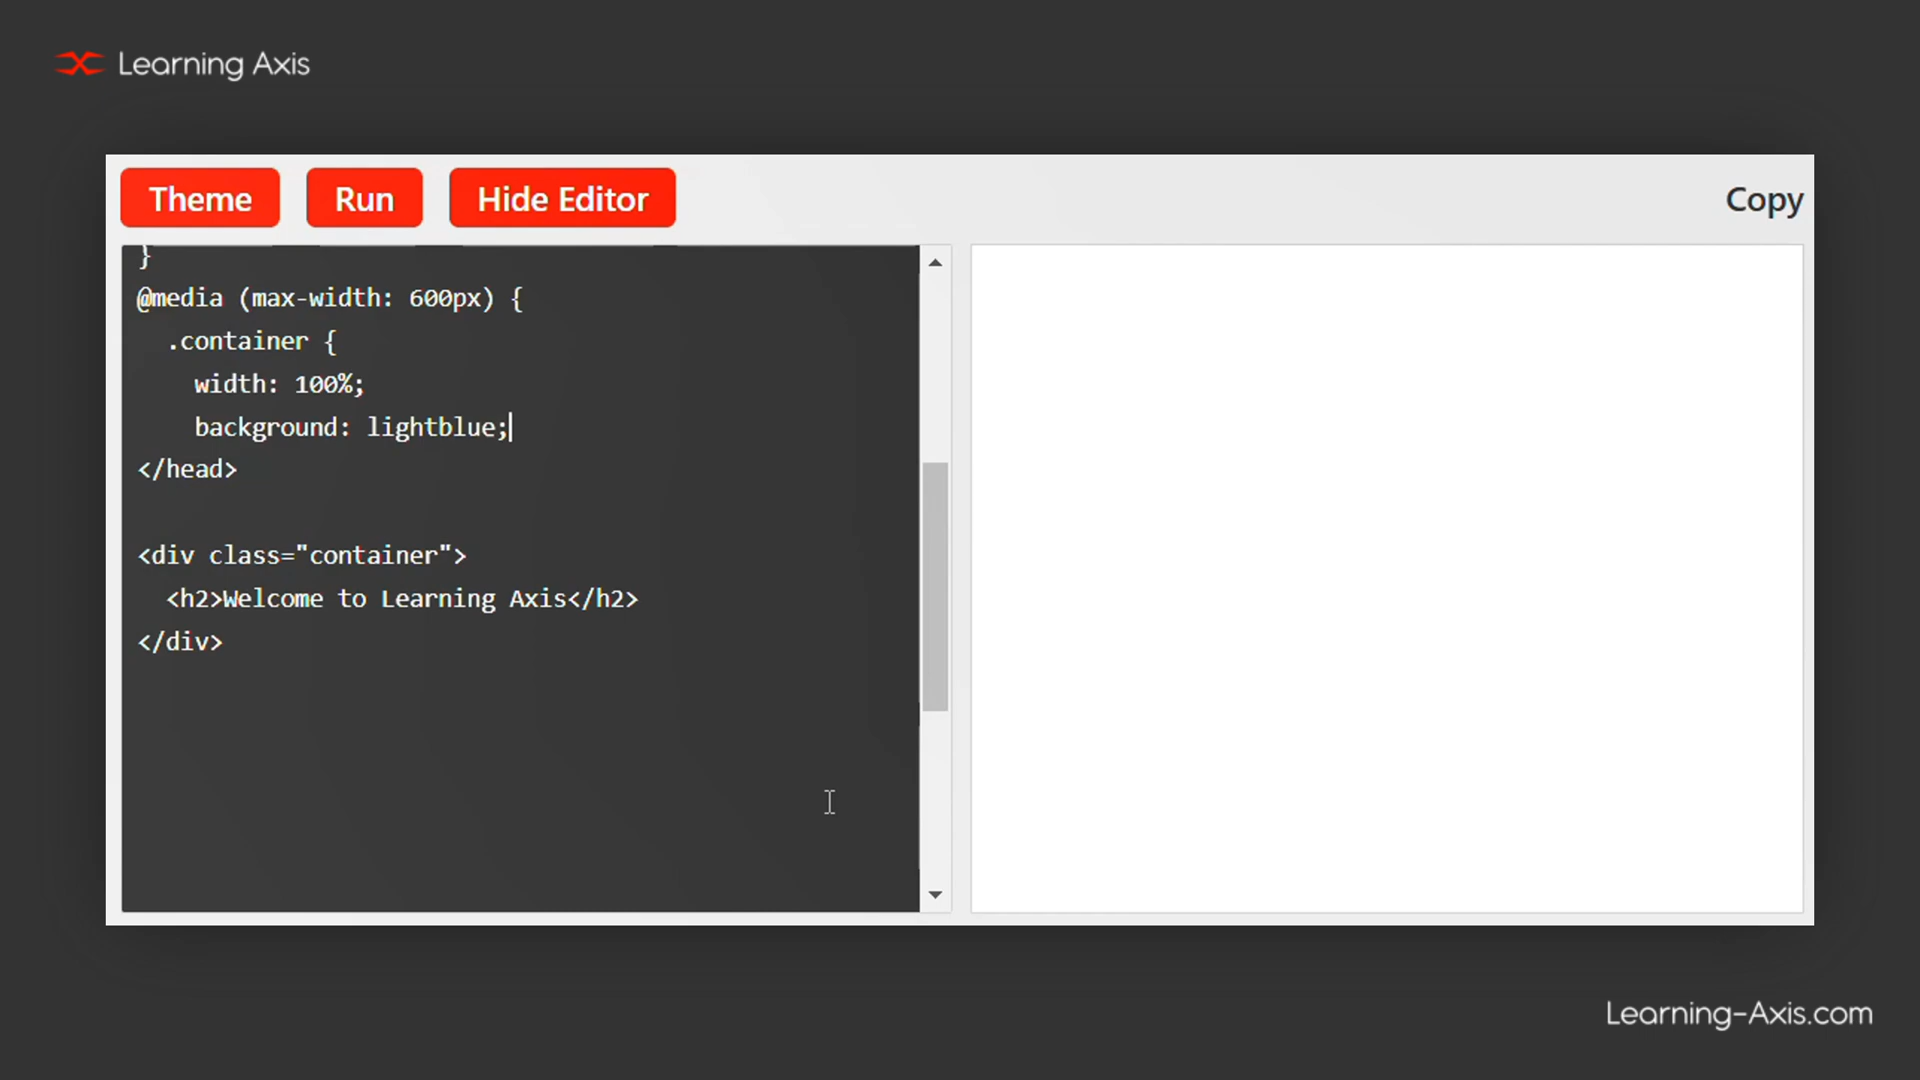 Learning Axis
Theme Run Hide Editor Copy
}
@media (max-width: 600px) {
  .container {
    width: 100%;
    background: lightblue;
</head>

<div class="container">
  <h2>Welcome to Learning Axis</h2>
</div>
Learning-Axis.com